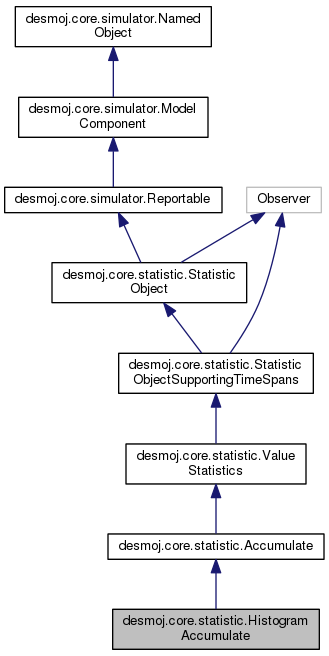 desmoj.core.simulator.Named
Object
desmoj.core.simulator.Model
Component
desmoj.core.simulator.Reportable
Observer
desmoj.core.statistic.Statistic
Object
desmoj.core.statistic.Statistic
ObjectSupportingTimeSpans
desmoj.core.statistic.Value
Statistics
desmoj.core.statistic.Accumulate
desmoj.core.statistic.Histogram
Accumulate